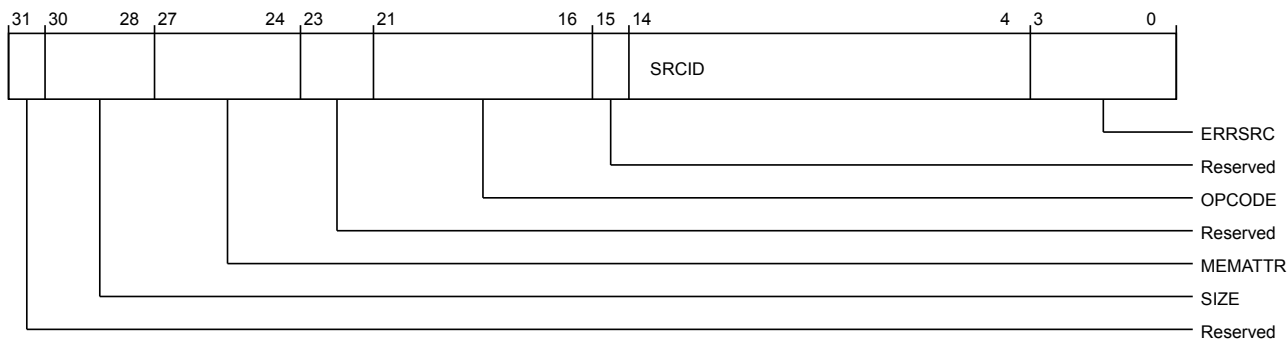 31 30 28 27 24 23 21 16 15 14 4 3 0
SRCID
ERRSRC
Reserved
OPCODE
Reserved
MEMATTR
SIZE
Reserved